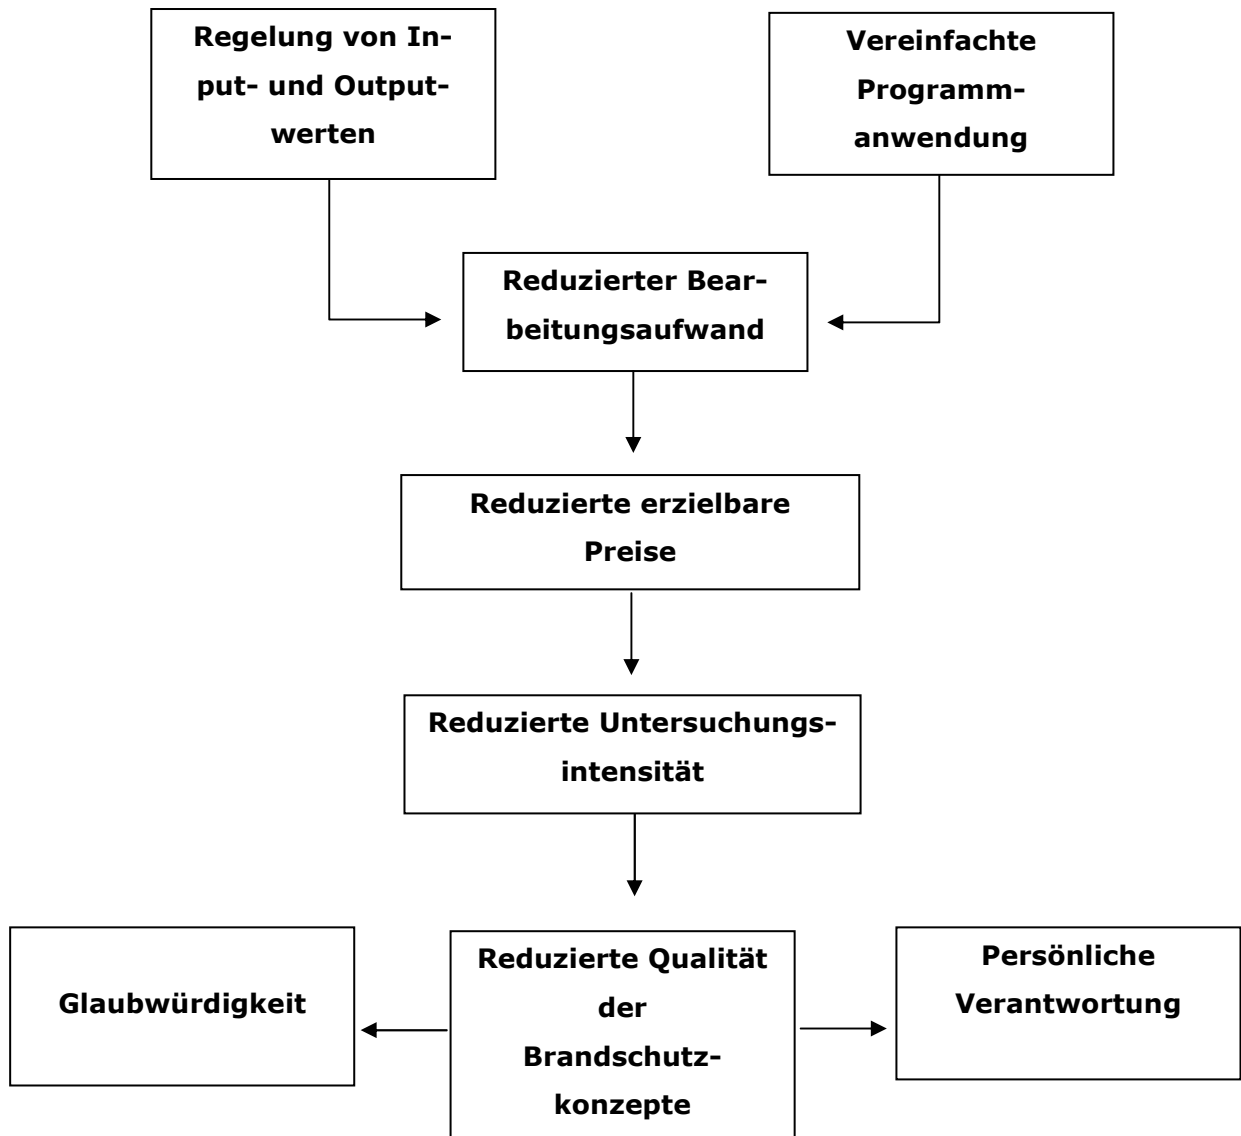 Regelung von In-
put- und Output-
werten
Vereinfachte
Programm-
anwendung
Reduzierter Bear-
beitungsaufwand
Reduzierte erzielbare
Preise
Reduzierte Untersuchungs-
intensität
Glaubwürdigkeit
Reduzierte Qualität
der
Brandschutz-
konzepte
Persönliche
Verantwortung